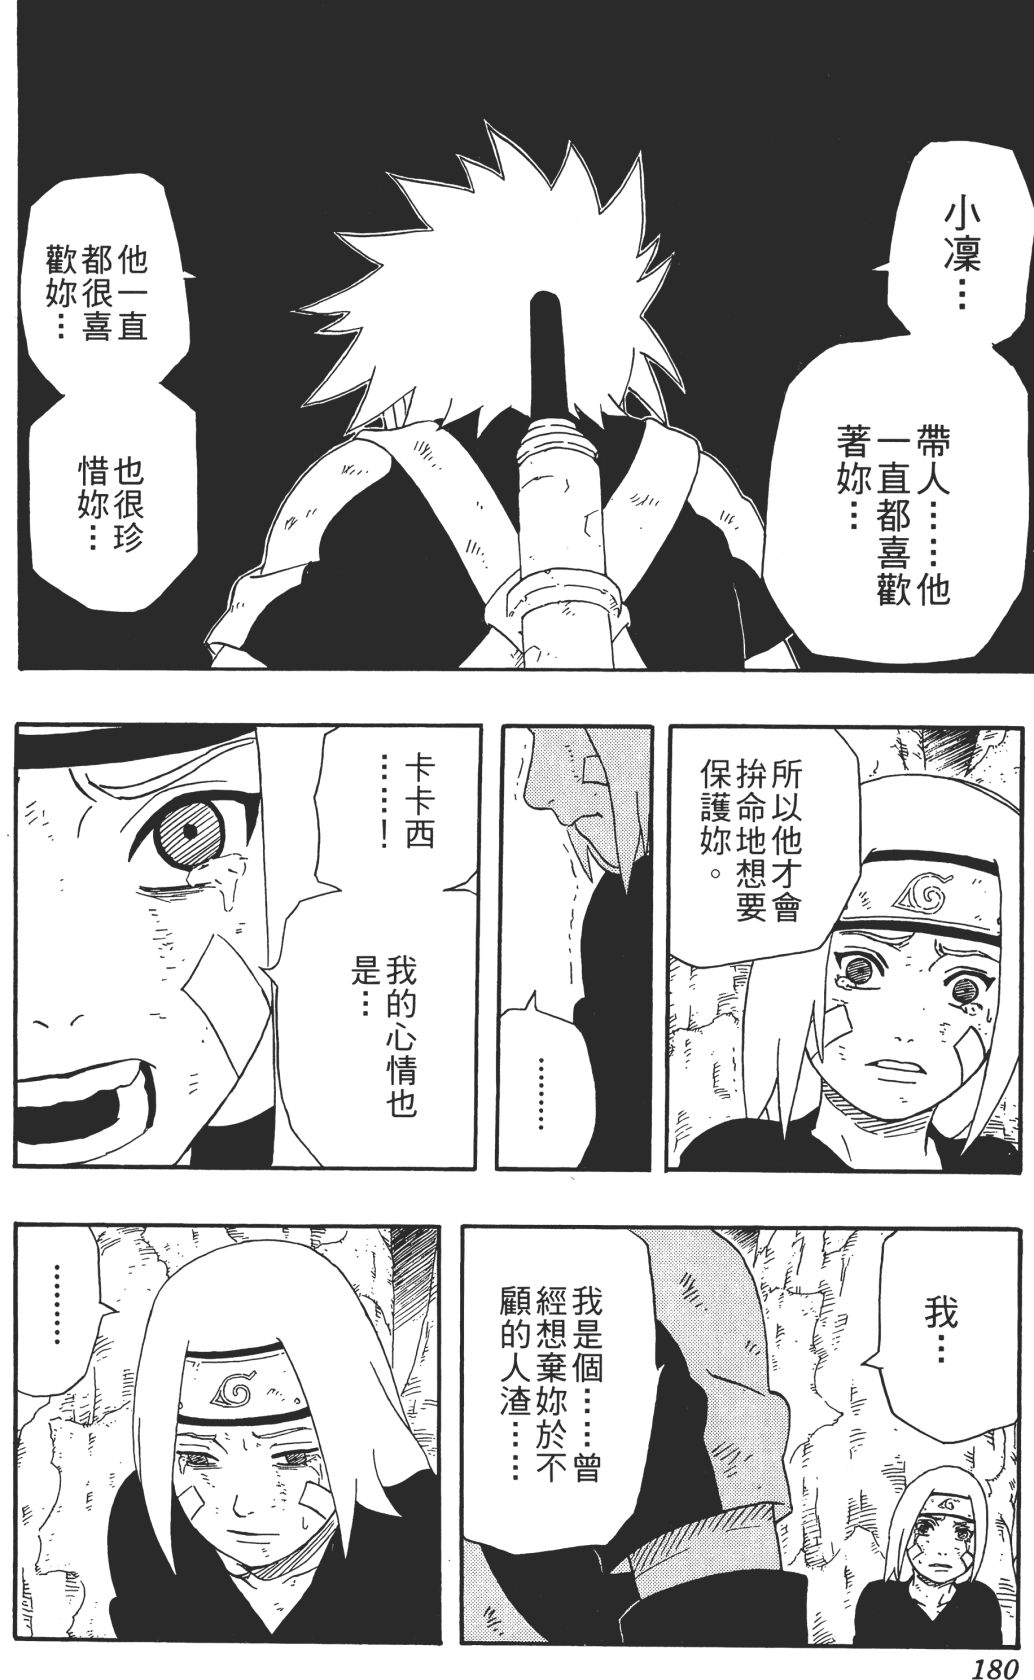 小凜⋯
帶人⋯⋯他
一直都喜歡
著妳⋯
他一直
都很喜
歡妳⋯
也很珍
惜妳⋯
所以他才會
拚命地想要
保護妳。
⋯⋯⋯
卡卡西
⋯⋯！
我的心情也
是⋯
我⋯
我是個⋯⋯曾
經想棄妳於不
顧的人渣⋯⋯
⋯⋯⋯
180